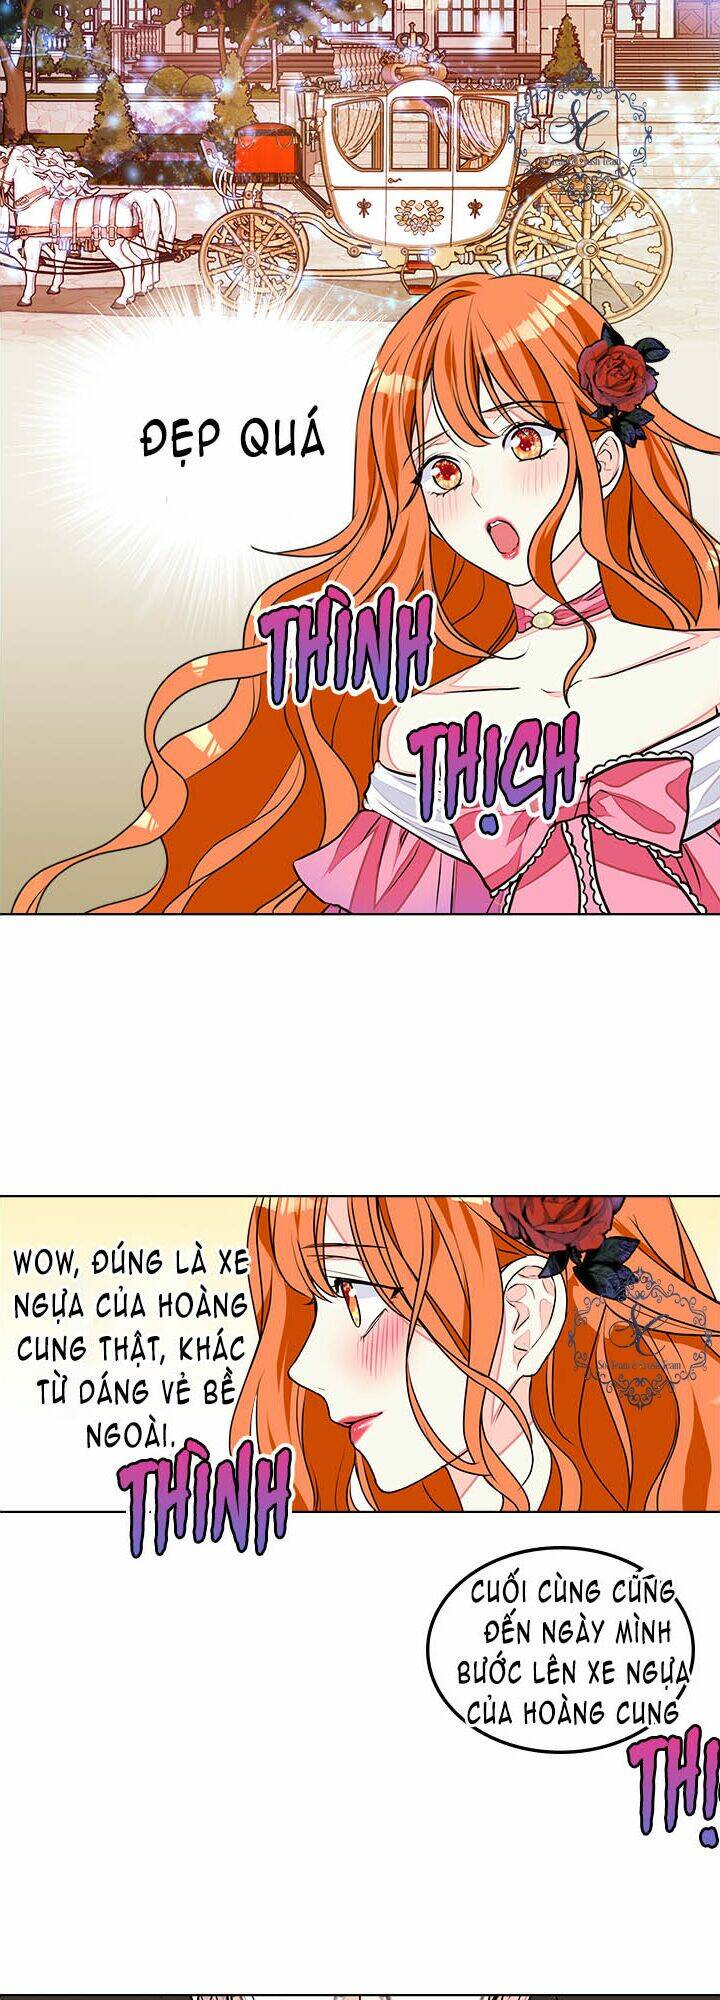 ĐẸP QUÁ
THÌNH
THỊCH
WOW, ĐÚNG LÀ XE
NGỰA CỦA HOÀNG
CUNG THẬT, KHÁC
TỪ DÁNG VẺ BỀ
NGOÀI.
THÌNH
CUỐI CÙNG CŨNG
ĐẾN NGÀY MÌNH
BƯỚC LÊN XE NGỰA
CỦA HOÀNG CUNG
THỊ